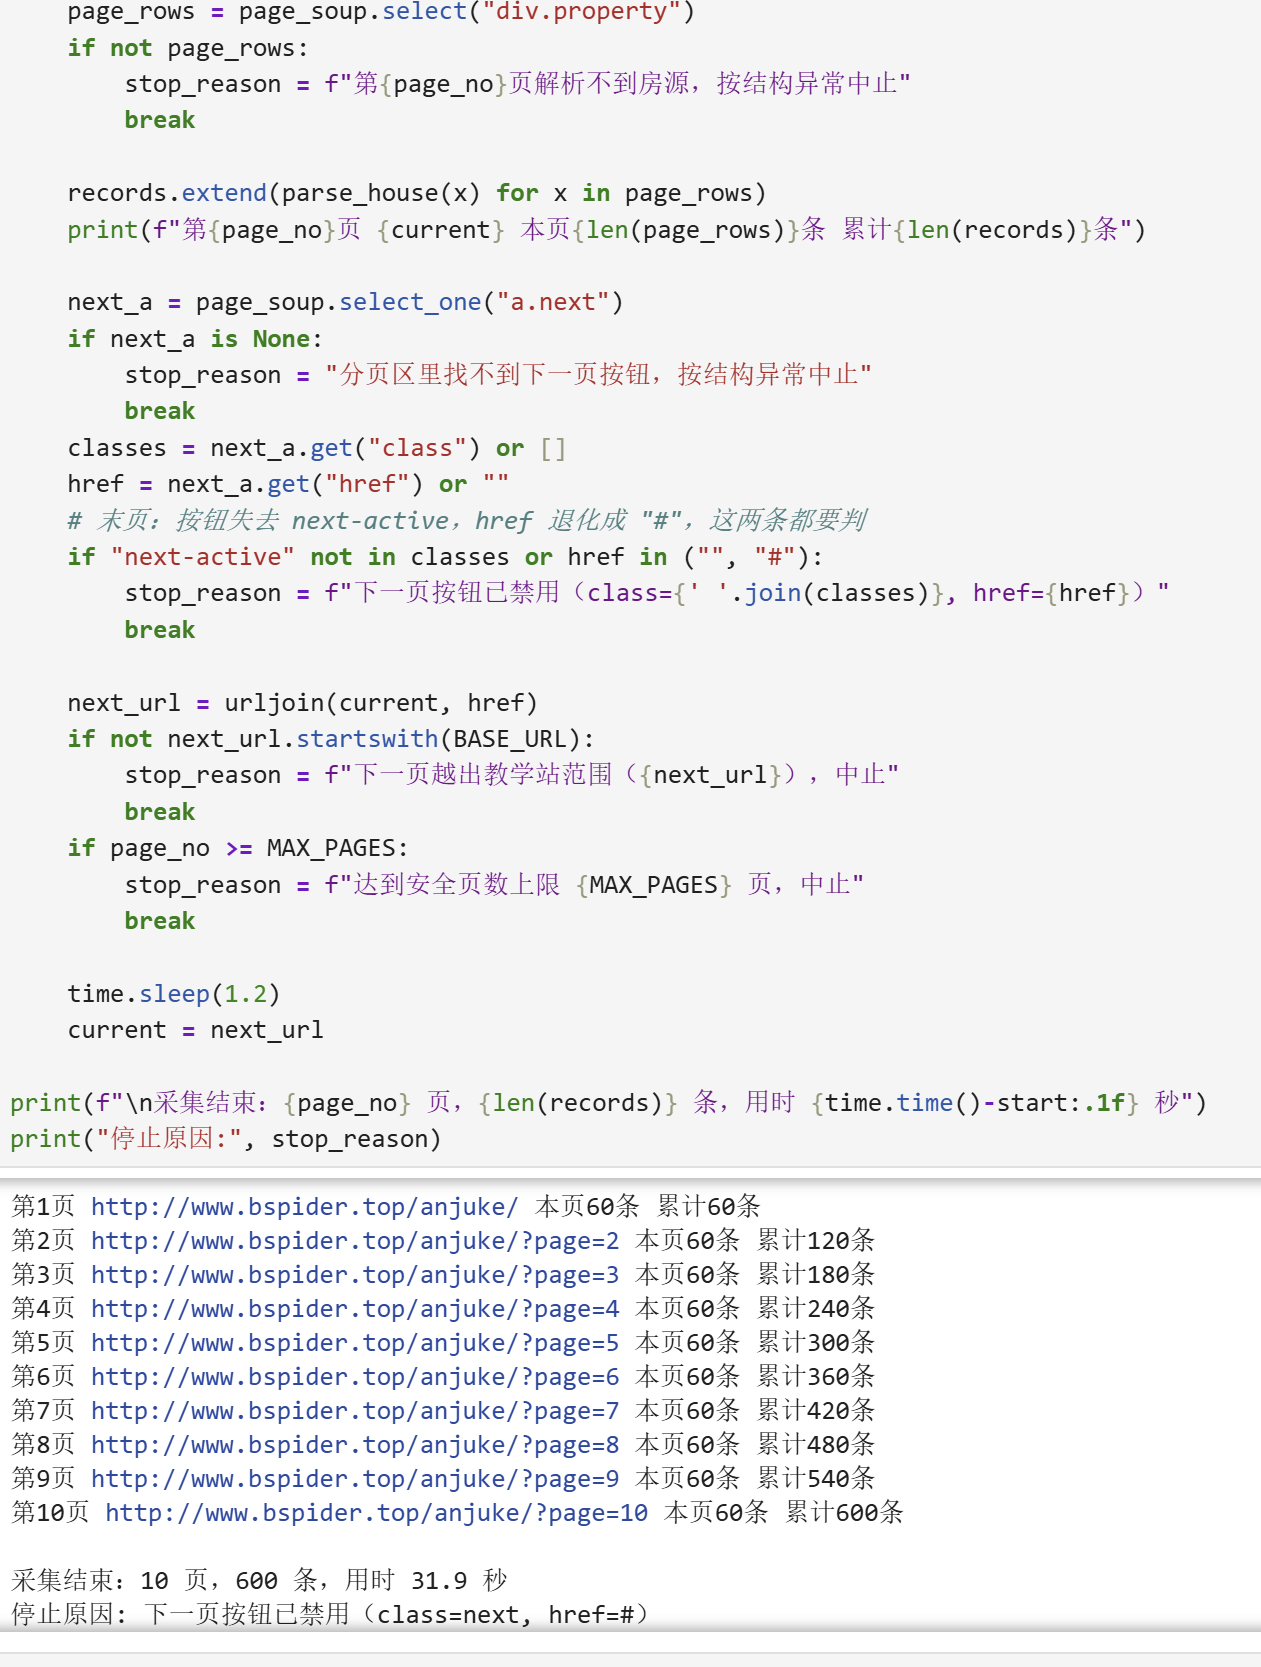 page_rows = page_soup.select("div.property")
if not page_rows:
stop_reason = f"第{page_no}页解析不到房源，按结构异常中止"
break
records.extend(parse_house(x) for x in page_rows)
print(f"第{page_no}页 {current} 本页{len(page_rows)}条 累计{len(records)}条")
next_a = page_soup.select_one("a.next")
if next_a is None:
stop_reason = "分页区里找不到下一页按钮，按结构异常中止"
break
classes = next_a.get("class") or []
href = next_a.get("href") or ""
# 末页：按钮失去 next-active，href 退化成 "#"，这两条都要判
if "next-active" not in classes or href in ("", "#"):
stop_reason = f"下一页按钮已禁用（class={' '.join(classes)}, href={href}）"
break
next_url = urljoin(current, href)
if not next_url.startswith(BASE_URL):
stop_reason = f"下一页越出教学站范围（{next_url}），中止"
break
if page_no >= MAX_PAGES:
stop_reason = f"达到安全页数上限 {MAX_PAGES} 页，中止"
break
time.sleep(1.2)
current = next_url
print(f"\n采集结束：{page_no} 页，{len(records)} 条，用时 {time.time()-start:.1f} 秒")
print("停止原因:", stop_reason)
第1页 http://www.bspider.top/anjuke/ 本页60条 累计60条
第2页 http://www.bspider.top/anjuke/?page=2 本页60条 累计120条
第3页 http://www.bspider.top/anjuke/?page=3 本页60条 累计180条
第4页 http://www.bspider.top/anjuke/?page=4 本页60条 累计240条
第5页 http://www.bspider.top/anjuke/?page=5 本页60条 累计300条
第6页 http://www.bspider.top/anjuke/?page=6 本页60条 累计360条
第7页 http://www.bspider.top/anjuke/?page=7 本页60条 累计420条
第8页 http://www.bspider.top/anjuke/?page=8 本页60条 累计480条
第9页 http://www.bspider.top/anjuke/?page=9 本页60条 累计540条
第10页 http://www.bspider.top/anjuke/?page=10 本页60条 累计600条
采集结束：10 页，600 条，用时 31.9 秒
停止原因: 下一页按钮已禁用（class=next, href=#）